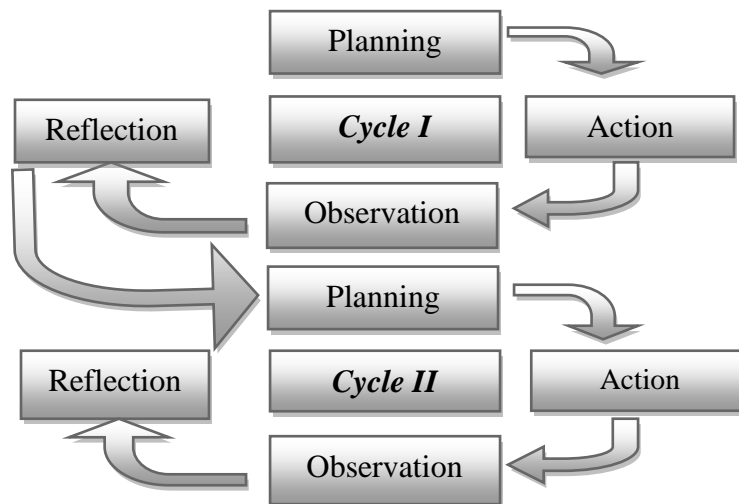 Planning
Reflection
Cycle I
Action
Observation
Planning
Reflection
Cycle II
Action
Observation